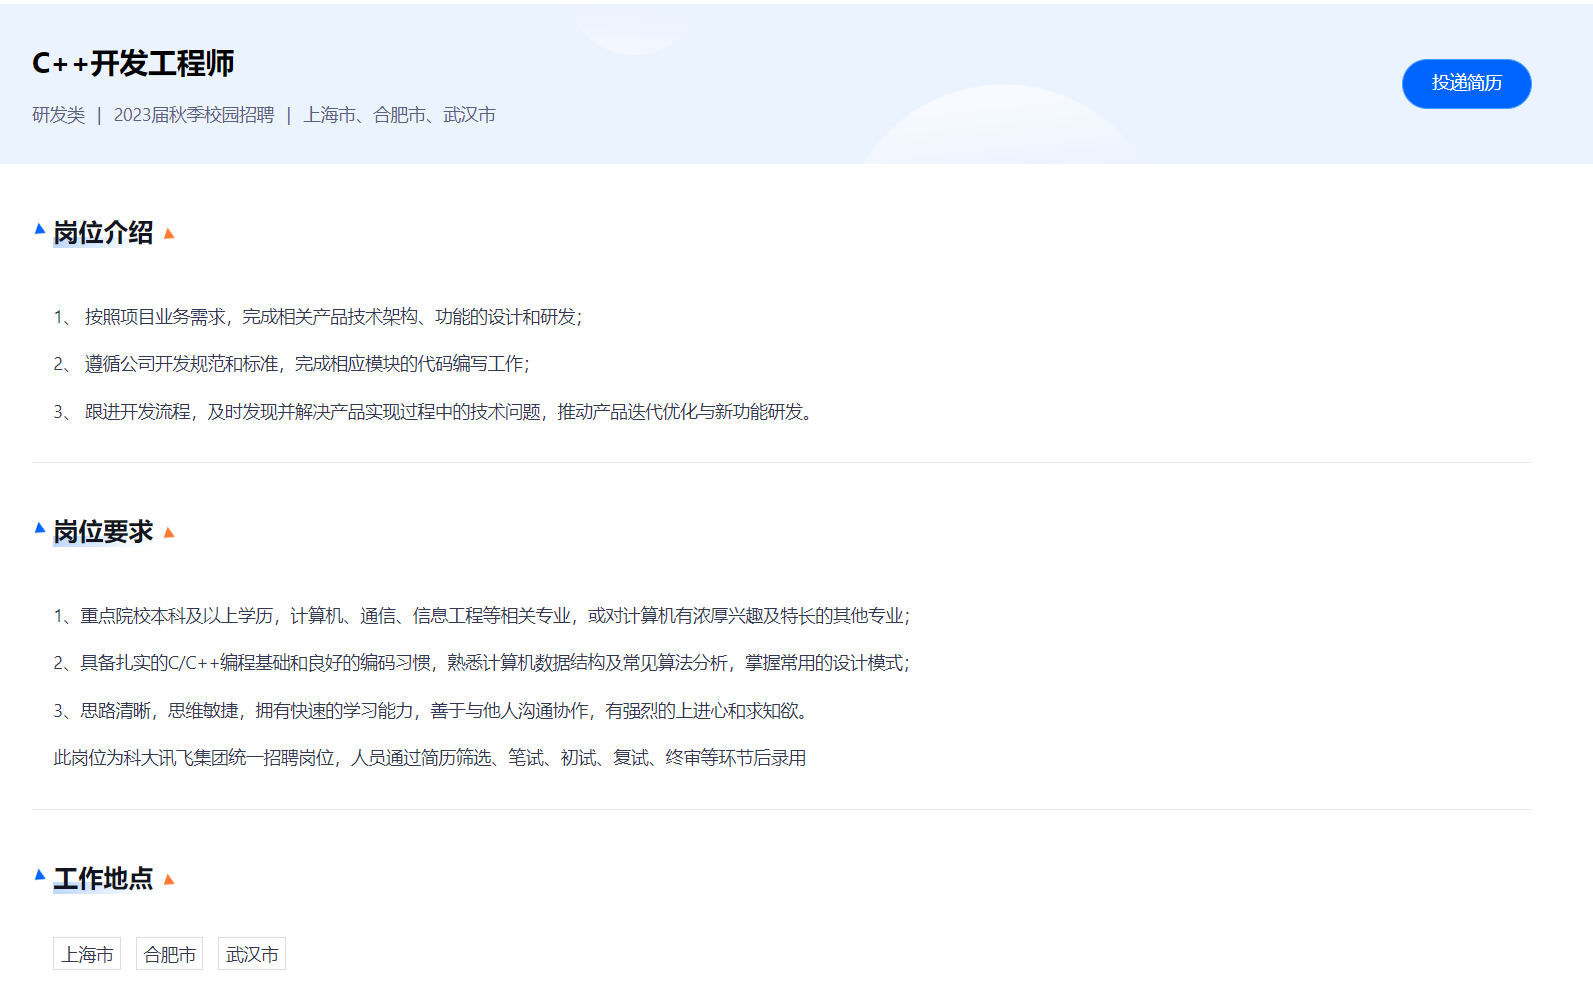 C++开发工程师
投递简历
研发类 | 2023届秋季校园招聘 | 上海市、合肥市、武汉市
岗位介绍
1、 按照项目业务需求，完成相关产品技术架构、功能的设计和研发；
2、 遵循公司开发规范和标准，完成相应模块的代码编写工作；
3、 跟进开发流程，及时发现并解决产品实现过程中的技术问题，推动产品迭代优化与新功能研发。
岗位要求
1、重点院校本科及以上学历，计算机、通信、信息工程等相关专业，或对计算机有浓厚兴趣及特长的其他专业；
2、具备扎实的C/C++编程基础和良好的编码习惯，熟悉计算机数据结构及常见算法分析，掌握常用的设计模式；
3、思路清晰，思维敏捷，拥有快速的学习能力，善于与他人沟通协作，有强烈的上进心和求知欲。
此岗位为科大讯飞集团统一招聘岗位，人员通过简历筛选、笔试、初试、复试、终审等环节后录用
工作地点
上海市 合肥市 武汉市